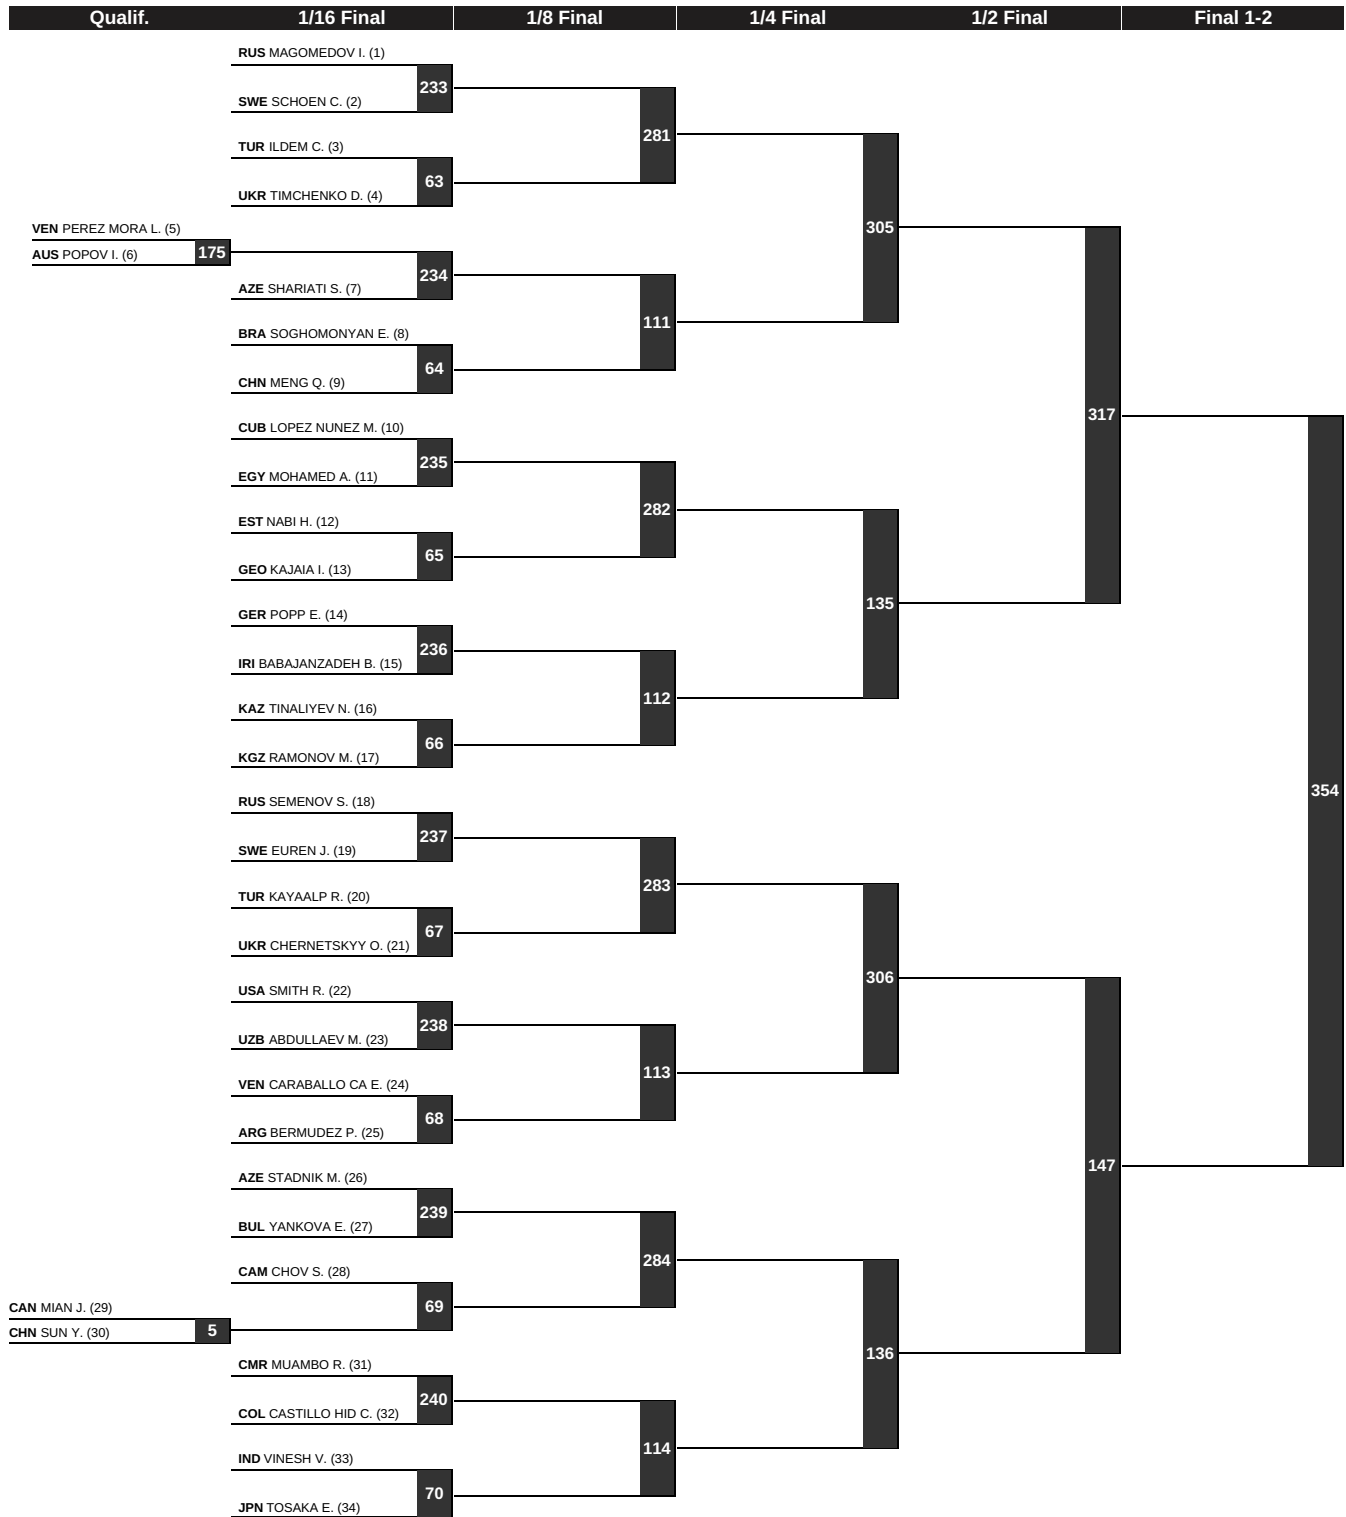 Qualif. 1/16 Final 1/8 Final 1/4 Final 1/2 Final Final 1-2
RUS MAGOMEDOV I. (1)
233
SWE SCHOEN C. (2)
281
TUR ILDEM C. (3)
63
UKR TIMCHENKO D. (4)
305
VEN PEREZ MORA L. (5)
AUS POPOV I. (6) 175
234
AZE SHARIATI S. (7)
111
BRA SOGHOMONYAN E. (8)
64
CHN MENG Q. (9)
317
CUB LOPEZ NUNEZ M. (10)
235
EGY MOHAMED A. (11)
282
EST NABI H. (12)
65
GEO KAJAIA I. (13)
135
GER POPP E. (14)
236
IRI BABAJANZADEH B. (15)
112
KAZ TINALIYEV N. (16)
66
KGZ RAMONOV M. (17)
354
RUS SEMENOV S. (18)
237
SWE EUREN J. (19)
283
TUR KAYAALP R. (20)
67
UKR CHERNETSKYY O. (21)
306
USA SMITH R. (22)
238
UZB ABDULLAEV M. (23)
113
VEN CARABALLO CA E. (24)
68
ARG BERMUDEZ P. (25)
147
AZE STADNIK M. (26)
239
BUL YANKOVA E. (27)
284
CAM CHOV S. (28)
69
CAN MIAN J. (29)
CHN SUN Y. (30) 5
136
CMR MUAMBO R. (31)
240
COL CASTILLO HID C. (32)
114
IND VINESH V. (33)
70
JPN TOSAKA E. (34)